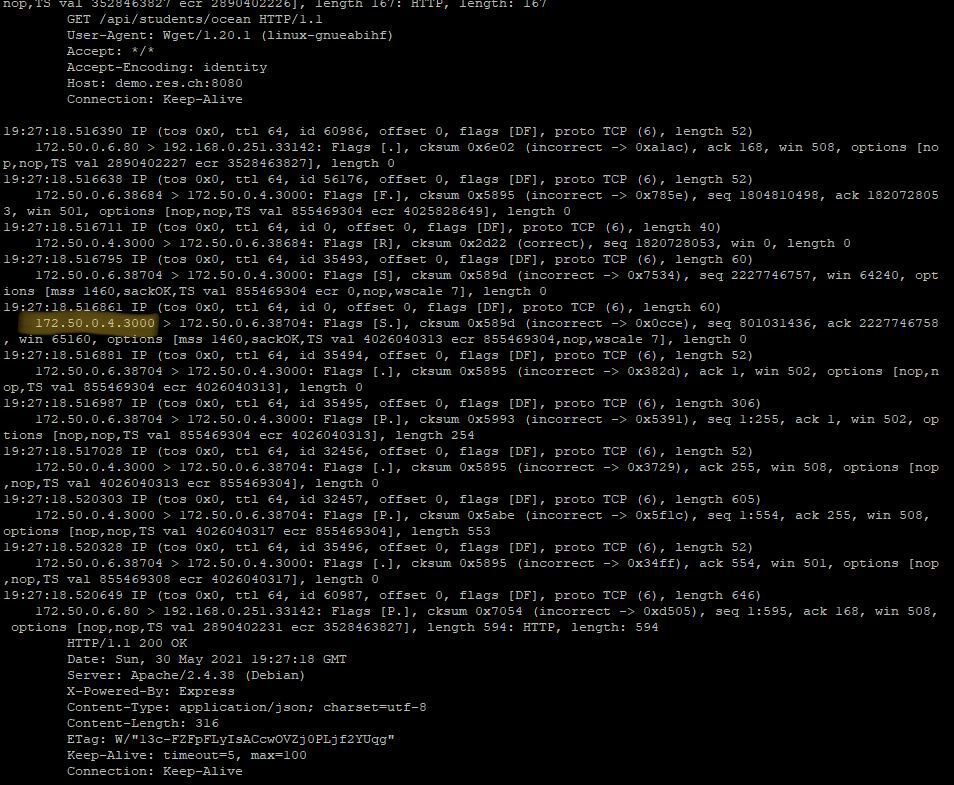 nop,TS val 3528463827 ecr 2890402226], length 167: HTTP, length: 167
GET /api/students/ocean HTTP/1.1
User-Agent: Wget/1.20.1 (linux-gnueabihf)
Accept: */*
Accept-Encoding: identity
Host: demo.res.ch:8080
Connection: Keep-Alive
19:27:18.516390 IP (tos 0x0, ttl 64, id 60986, offset 0, flags [DF], proto TCP (6), length 52)
172.50.0.6.80 > 192.168.0.251.33142: Flags [.], cksum 0x6e02 (incorrect -> 0xa1ac), ack 168, win 508, options [no
p,nop,TS val 2890402227 ecr 3528463827], length 0
19:27:18.516638 IP (tos 0x0, ttl 64, id 56176, offset 0, flags [DF], proto TCP (6), length 52)
172.50.0.6.38684 > 172.50.0.4.3000: Flags [F.], cksum 0x5895 (incorrect -> 0x785e), seq 1804810498, ack 182072805
3, win 501, options [nop,nop,TS val 855469304 ecr 4025828649], length 0
19:27:18.516711 IP (tos 0x0, ttl 64, id 0, offset 0, flags [DF], proto TCP (6), length 40)
172.50.0.4.3000 > 172.50.0.6.38684: Flags [R], cksum 0x2d22 (correct), seq 1820728053, win 0, length 0
19:27:18.516795 IP (tos 0x0, ttl 64, id 35493, offset 0, flags [DF], proto TCP (6), length 60)
172.50.0.6.38704 > 172.50.0.4.3000: Flags [S], cksum 0x589d (incorrect -> 0x7534), seq 2227746757, win 64240, opt
ions [mss 1460,sackOK,TS val 855469304 ecr 0,nop,wscale 7], length 0
19:27:18.516861 IP (tos 0x0, ttl 64, id 0, offset 0, flags [DF], proto TCP (6), length 60)
172.50.0.4.3000 > 172.50.0.6.38704: Flags [S.], cksum 0x589d (incorrect -> 0x0cce), seq 801031436, ack 2227746758
, win 65160, options [mss 1460,sackOK,TS val 4026040313 ecr 855469304,nop,wscale 7], length 0
19:27:18.516881 IP (tos 0x0, ttl 64, id 35494, offset 0, flags [DF], proto TCP (6), length 52)
172.50.0.6.38704 > 172.50.0.4.3000: Flags [.], cksum 0x5895 (incorrect -> 0x382d), ack 1, win 502, options [nop,n
op,TS val 855469304 ecr 4026040313], length 0
19:27:18.516987 IP (tos 0x0, ttl 64, id 35495, offset 0, flags [DF], proto TCP (6), length 306)
172.50.0.6.38704 > 172.50.0.4.3000: Flags [P.], cksum 0x5993 (incorrect -> 0x5391), seq 1:255, ack 1, win 502, op
tions [nop,nop,TS val 855469304 ecr 4026040313], length 254
19:27:18.517028 IP (tos 0x0, ttl 64, id 32456, offset 0, flags [DF], proto TCP (6), length 52)
172.50.0.4.3000 > 172.50.0.6.38704: Flags [.], cksum 0x5895 (incorrect -> 0x3729), ack 255, win 508, options [nop
,nop,TS val 4026040313 ecr 855469304], length 0
19:27:18.520303 IP (tos 0x0, ttl 64, id 32457, offset 0, flags [DF], proto TCP (6), length 605)
172.50.0.4.3000 > 172.50.0.6.38704: Flags [P.], cksum 0x5abe (incorrect -> 0x5f1c), seq 1:554, ack 255, win 508,
options [nop,nop,TS val 4026040317 ecr 855469304], length 553
19:27:18.520328 IP (tos 0x0, ttl 64, id 35496, offset 0, flags [DF], proto TCP (6), length 52)
172.50.0.6.38704 > 172.50.0.4.3000: Flags [.], cksum 0x5895 (incorrect -> 0x34ff), ack 554, win 501, options [nop
,nop,TS val 855469308 ecr 4026040317], length 0
19:27:18.520649 IP (tos 0x0, ttl 64, id 60987, offset 0, flags [DF], proto TCP (6), length 646)
172.50.0.6.80 > 192.168.0.251.33142: Flags [P.], cksum 0x7054 (incorrect -> 0xd505), seq 1:595, ack 168, win 508,
options [nop,nop,TS val 2890402231 ecr 3528463827], length 594: HTTP, length: 594
HTTP/1.1 200 OK
Date: Sun, 30 May 2021 19:27:18 GMT
Server: Apache/2.4.38 (Debian)
X-Powered-By: Express
Content-Type: application/json; charset=utf-8
Content-Length: 316
ETag: W/"13c-FZFpFLyIsACcwOVZj0PLjf2YUqg"
Keep-Alive: timeout=5, max=100
Connection: Keep-Alive